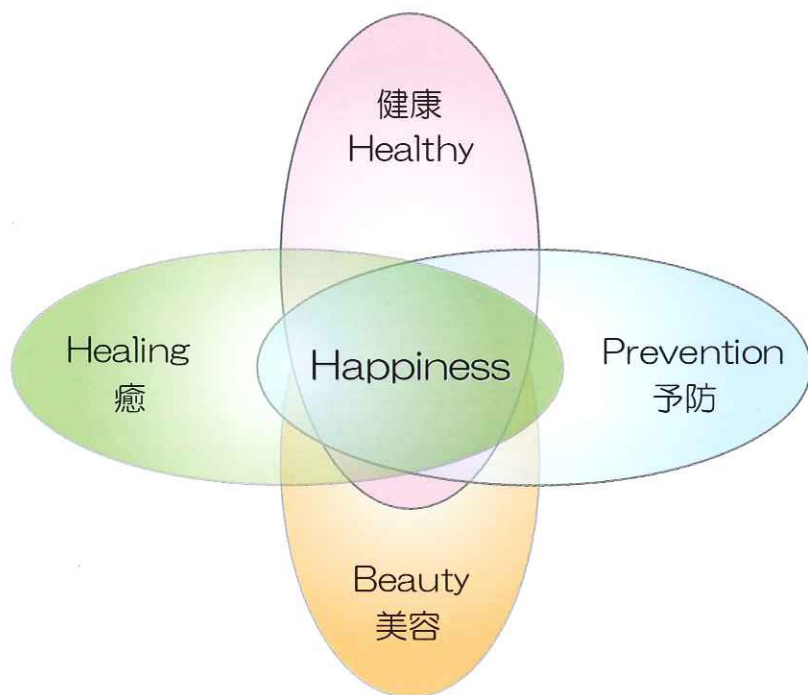 健康
Healthy
Healing
癒
Happiness
Prevention
予防
Beauty
美容